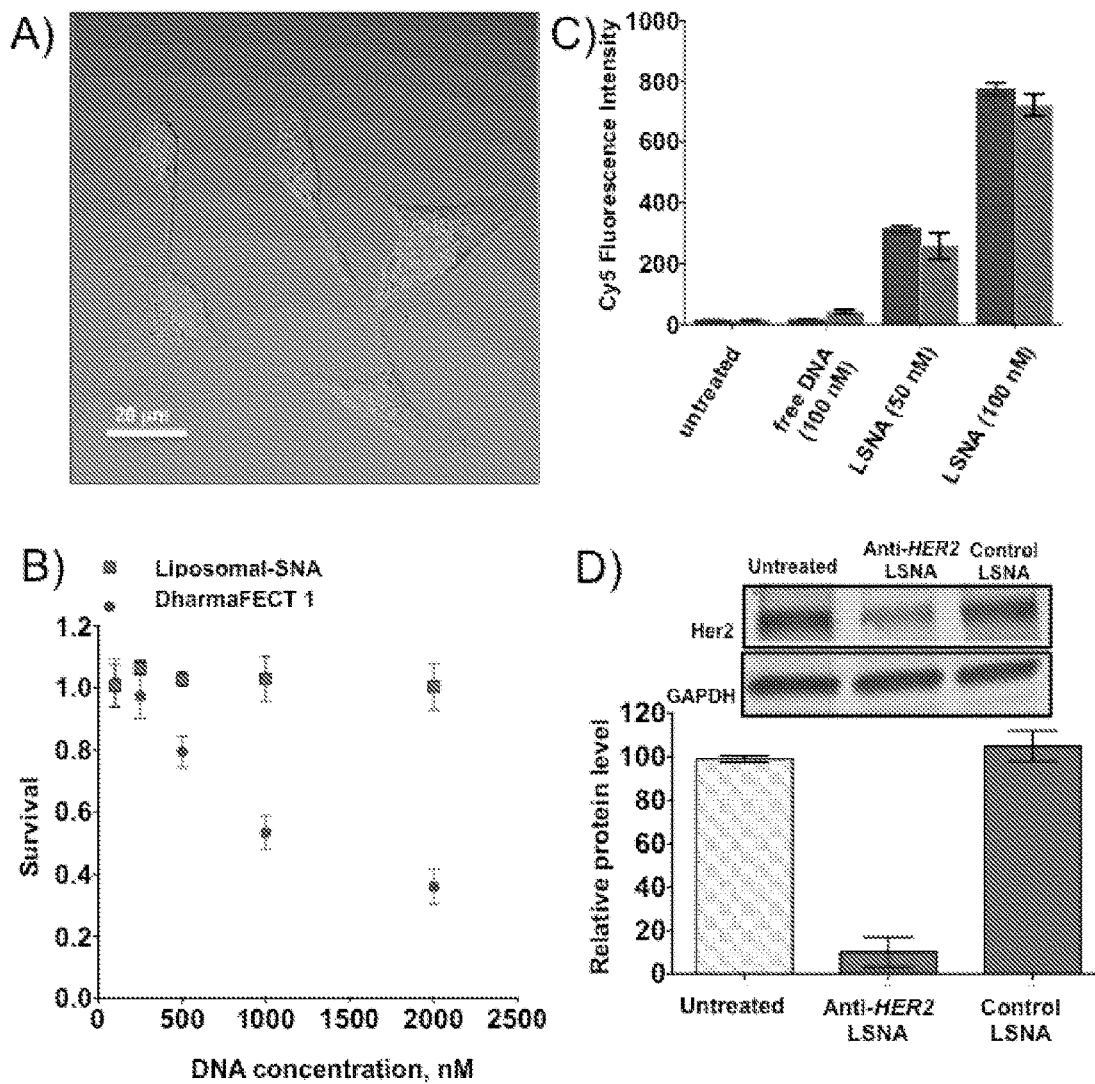 A)
20 μm
C)
Cy5 Fluorescence Intensity
1000
800
600
400
200
0
untreated
free DNA
(100 nM)
LSNA (50 nM)
LSNA (100 nM)
B)
Liposomal-SNA
DharmaFECT 1
Survival
1.2
1.0
0.8
0.6
0.4
0.2
0.0
0 500 1000 1500 2000 2500
DNA concentration, nM
D)
Untreated
Anti-HER2
LSNA
Control
LSNA
Her2
GAPDH
Relative protein level
120
100
80
60
40
20
0
Untreated
Anti-HER2
LSNA
Control
LSNA